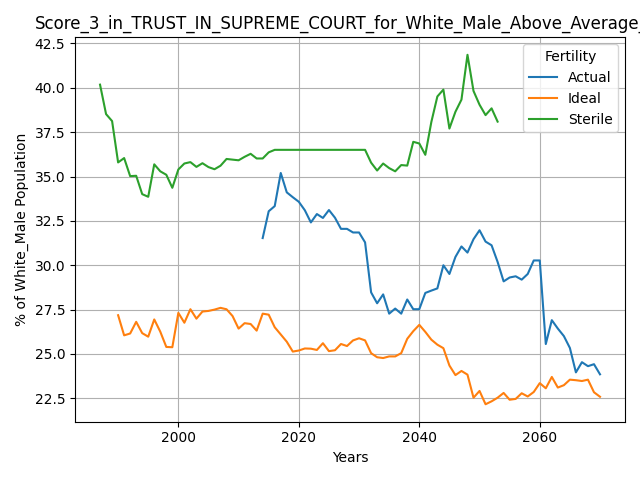 Score_3_in_TRUST_IN_SUPREME_COURT_for_White_Male_Above_Average_
Fertility
Actual
Ideal
Sterile
% of White_Male Population
42.5
40.0
37.5
35.0
32.5
30.0
27.5
25.0
22.5
2000
2020
2040
2060
Years